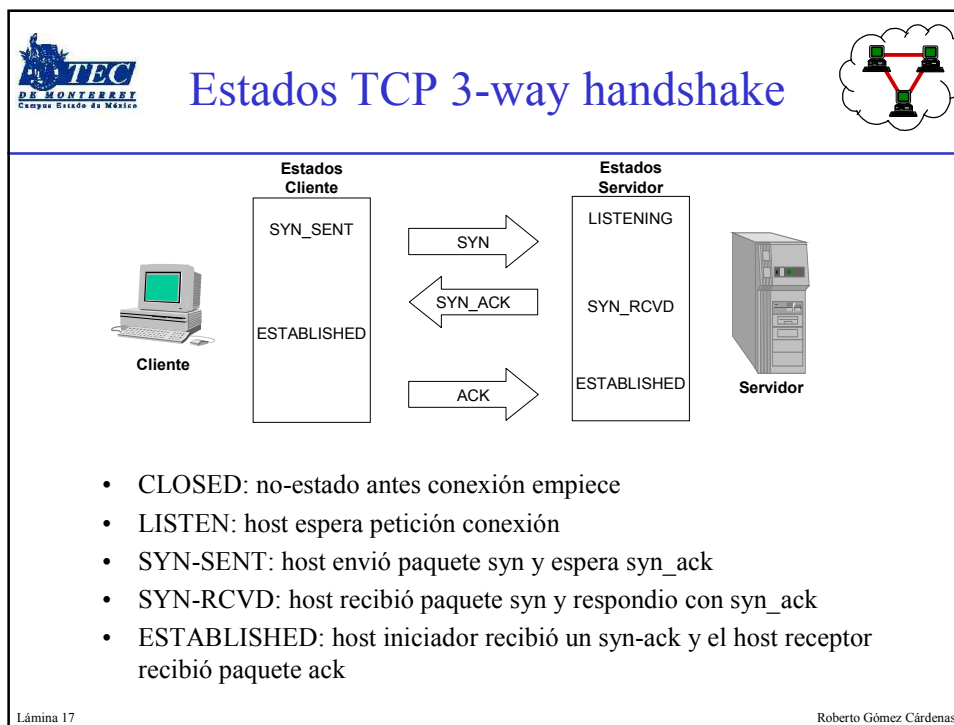 TEC
DE MONTERREY
Campus Estado de México
Estados TCP 3-way handshake
Estados
Cliente
Estados
Servidor
SYN_SENT
LISTENING
SYN
SYN_ACK
SYN_RCVD
ESTABLISHED
Cliente
ESTABLISHED
ACK
Servidor
• CLOSED: no-estado antes conexión empiece
• LISTEN: host espera petición conexión
• SYN-SENT: host envió paquete syn y espera syn_ack
• SYN-RCVD: host recibió paquete syn y respondio con syn_ack
• ESTABLISHED: host iniciador recibió un syn-ack y el host receptor
recibió paquete ack
Lámina 17
Roberto Gómez Cárdenas